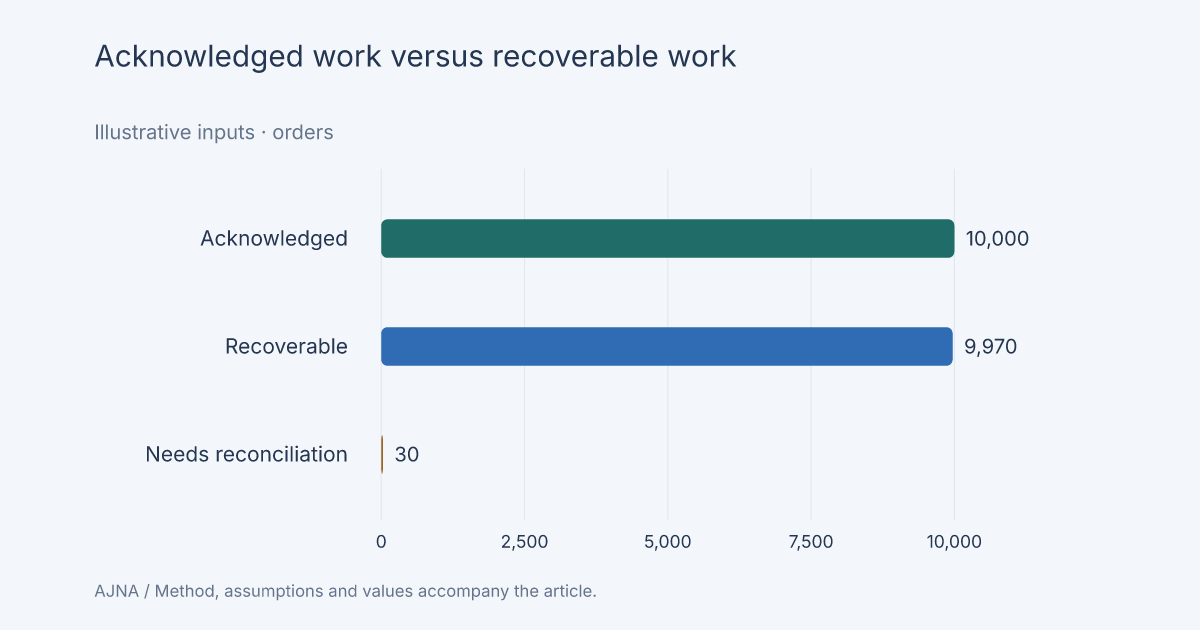 Acknowledged work versus recoverable work
Illustrative inputs · orders
Acknowledged 10,000
Recoverable 9,970
Needs reconciliation 30
0 2,500 5,000 7,500 10,000
AJNA / Method, assumptions and values accompany the article.